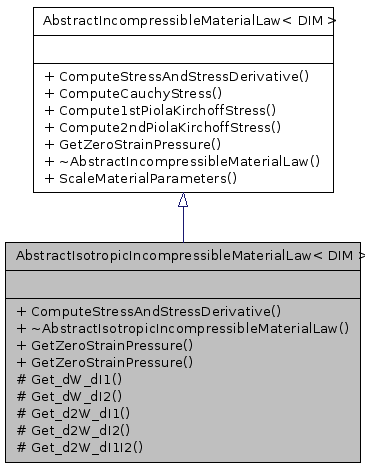 AbstractIncompressibleMaterialLaw< DIM >
+ ComputeStressAndStressDerivative()
+ ComputeCauchyStress()
+ Compute1stPiolaKirchoffStress()
+ Compute2ndPiolaKirchoffStress()
+ GetZeroStrainPressure()
+ ~AbstractIncompressibleMaterialLaw()
+ ScaleMaterialParameters()
AbstractIsotropicIncompressibleMaterialLaw< DIM >
+ ComputeStressAndStressDerivative()
+ ~AbstractIsotropicIncompressibleMaterialLaw()
+ GetZeroStrainPressure()
+ GetZeroStrainPressure()
# Get_dW_dI1()
# Get_dW_dI2()
# Get_d2W_dI1()
# Get_d2W_dI2()
# Get_d2W_dI1I2()